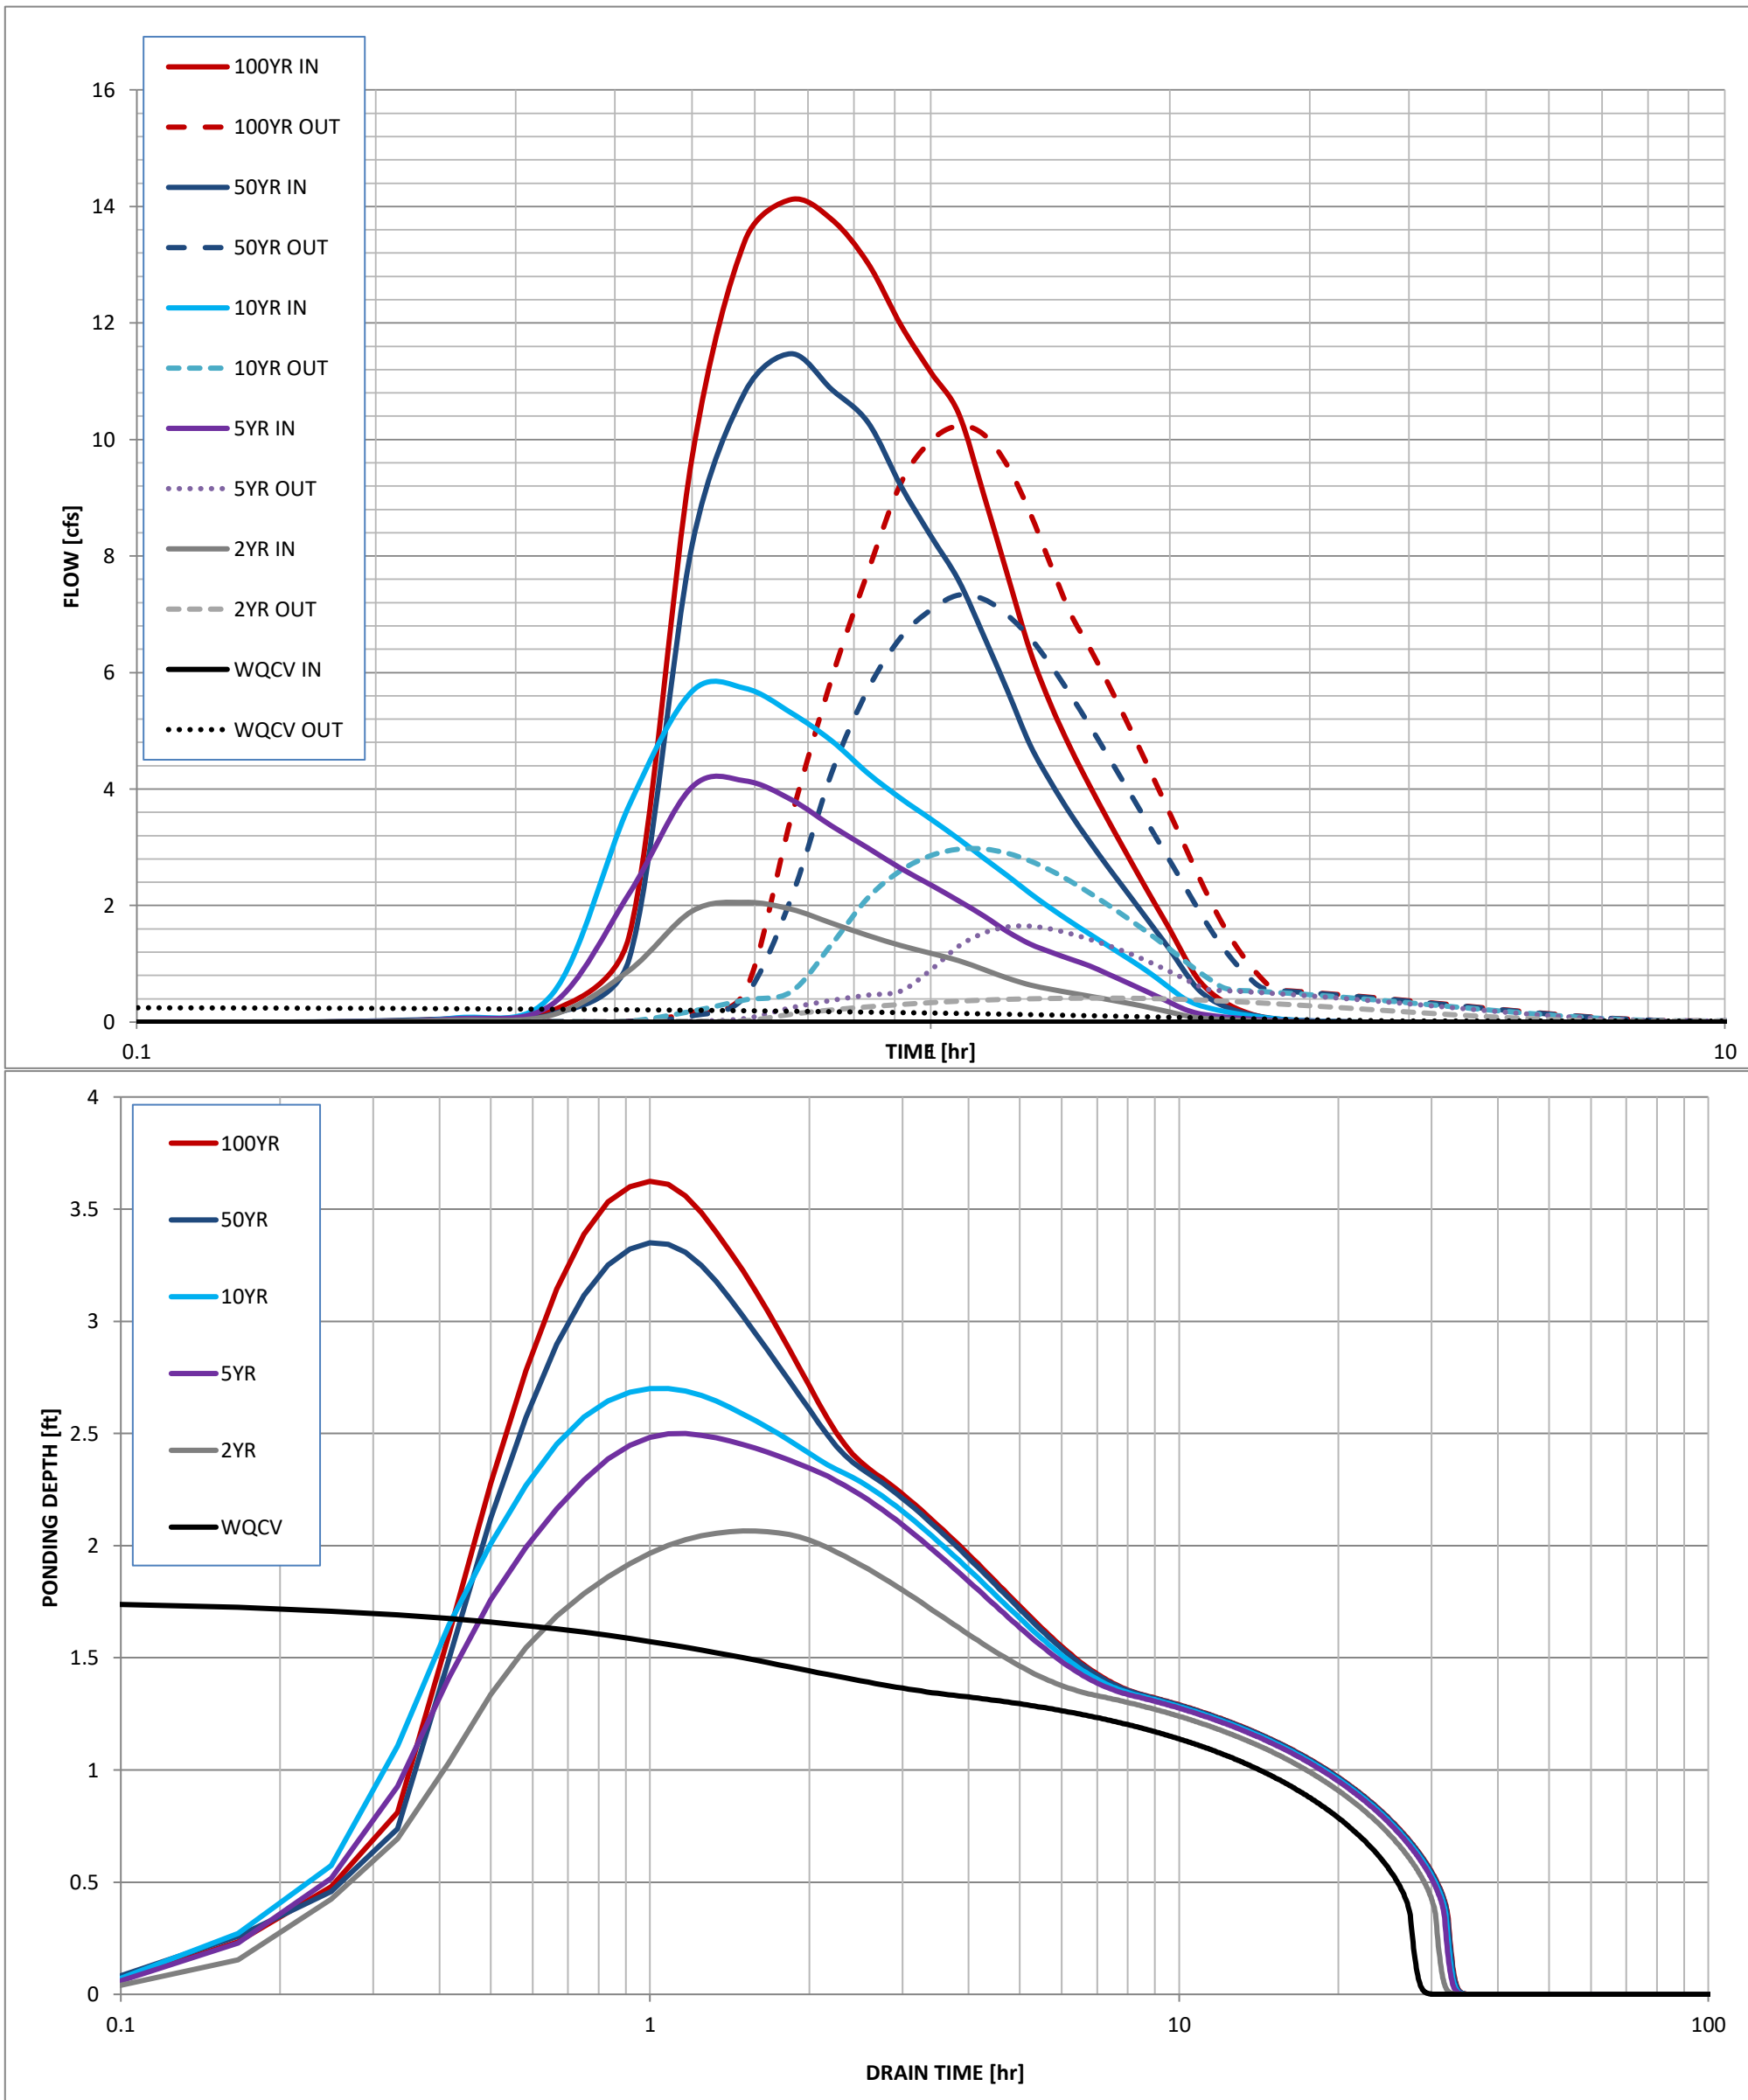 100YR IN
100YR OUT
50YR IN
50YR OUT
10YR IN
10YR OUT
5YR IN
5YR OUT
2YR IN
2YR OUT
WQCV IN
WQCV OUT
FLOW [cfs]
16
14
12
10
8
6
4
2
0
0.1
1
10
TIME [hr]
100YR
50YR
10YR
5YR
2YR
WQCV
PONDING DEPTH [ft]
4
3.5
3
2.5
2
1.5
1
0.5
0
0.1
1
10
100
DRAIN TIME [hr]